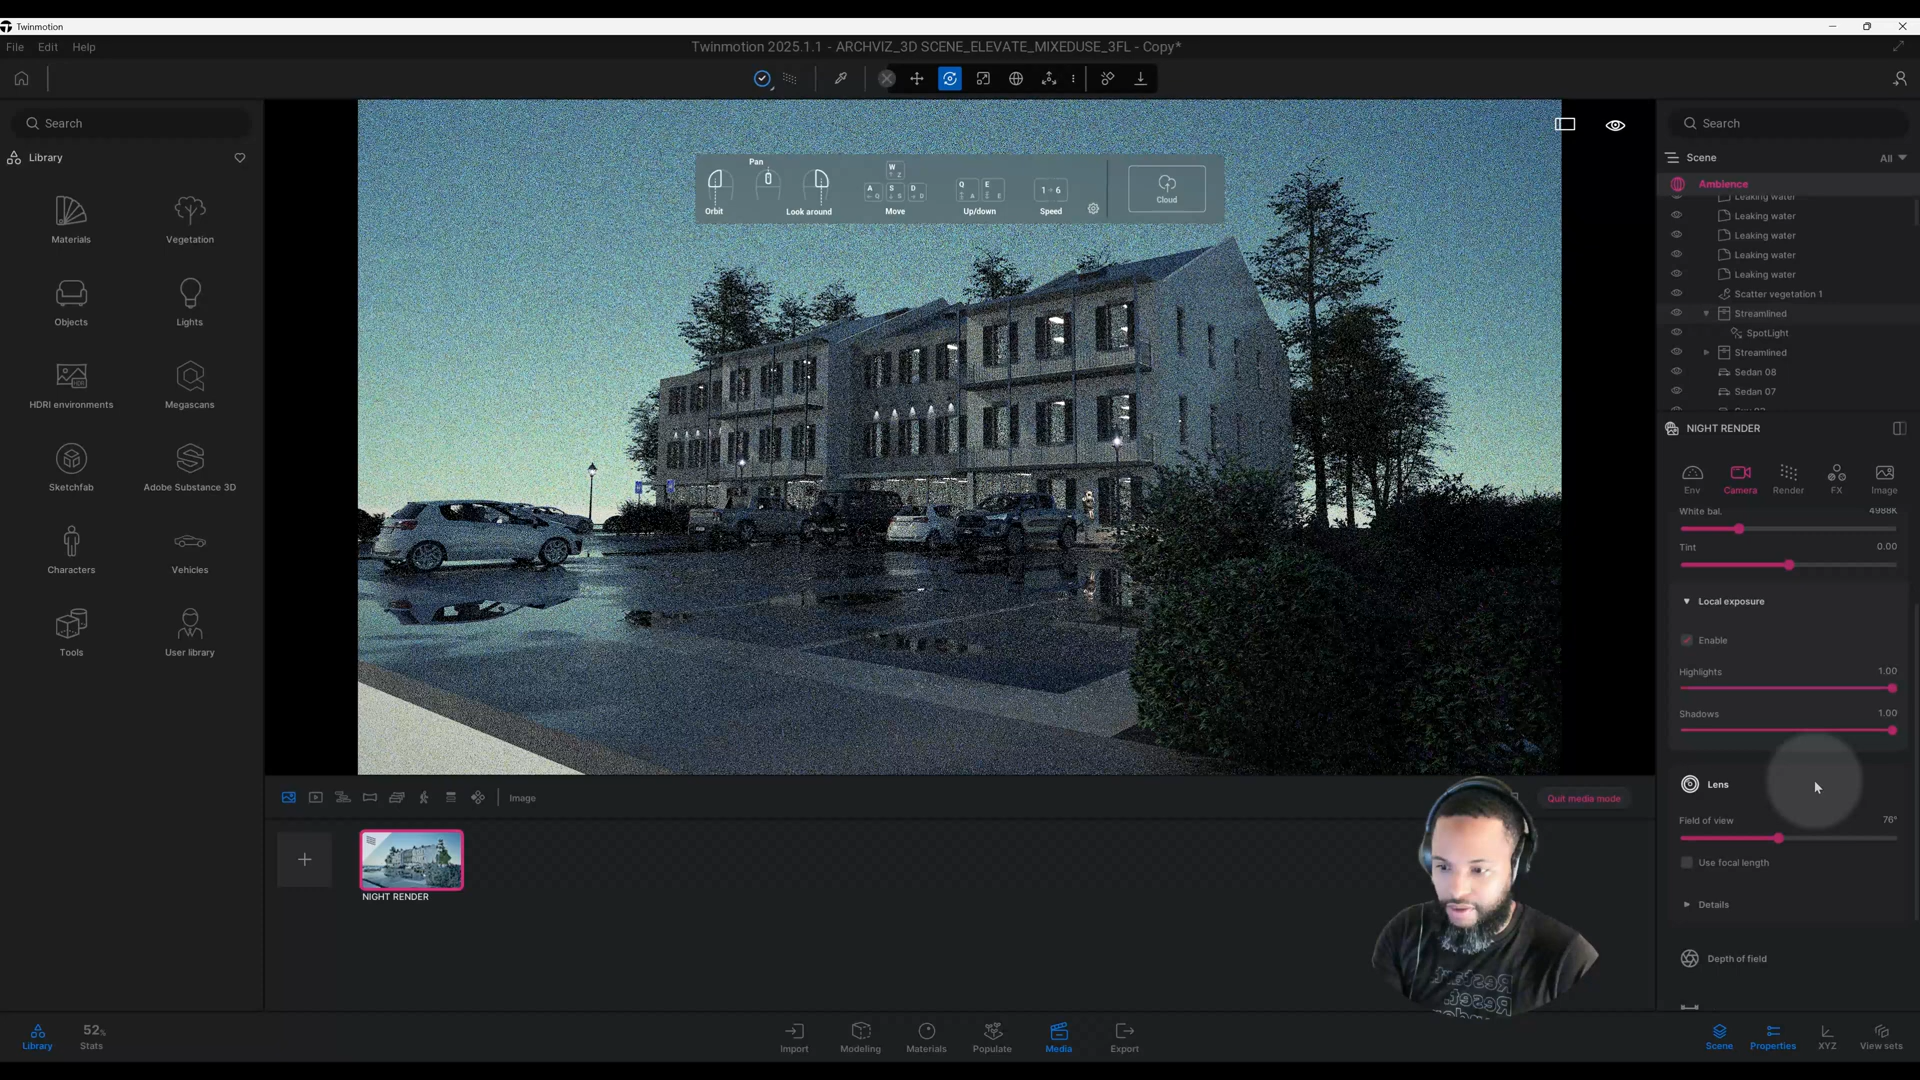 Twinmotion
File Edit Help
Twinmotion 2025.1.1 - ARCHVIZ_3D SCENE_ELEVATE_MIXEDUSE_3FL - Copy*
Search
Library
Materials
Vegetation
Objects
Lights
HDRI environments
Megascans
Sketchfab
Adobe Substance 3D
Characters
Vehicles
Tools
User library
Pan
Orbit
Look around
W
A S D
Move
Q E
Up/down
1 - 6
Speed
Cloud
Search
Scene
All
Ambience
Leaking water
Leaking water
Leaking water
Leaking water
Leaking water
Scatter vegetation 1
Streamlined
SpotLight
Streamlined
Sedan 08
Sedan 07
NIGHT RENDER
Env
Camera
Render
FX
Image
White bal. 4988K
Tint 0.00
Local exposure
Enable
Highlights 1.00
Shadows 1.00
Lens
Field of view 76°
Use focal length
Details
Depth of field
Image
Quit media mode
NIGHT RENDER
Restart.
Reset.
Library
52%
Stats
Import
Modeling
Materials
Populate
Media
Export
Scene
Properties
XYZ
View sets